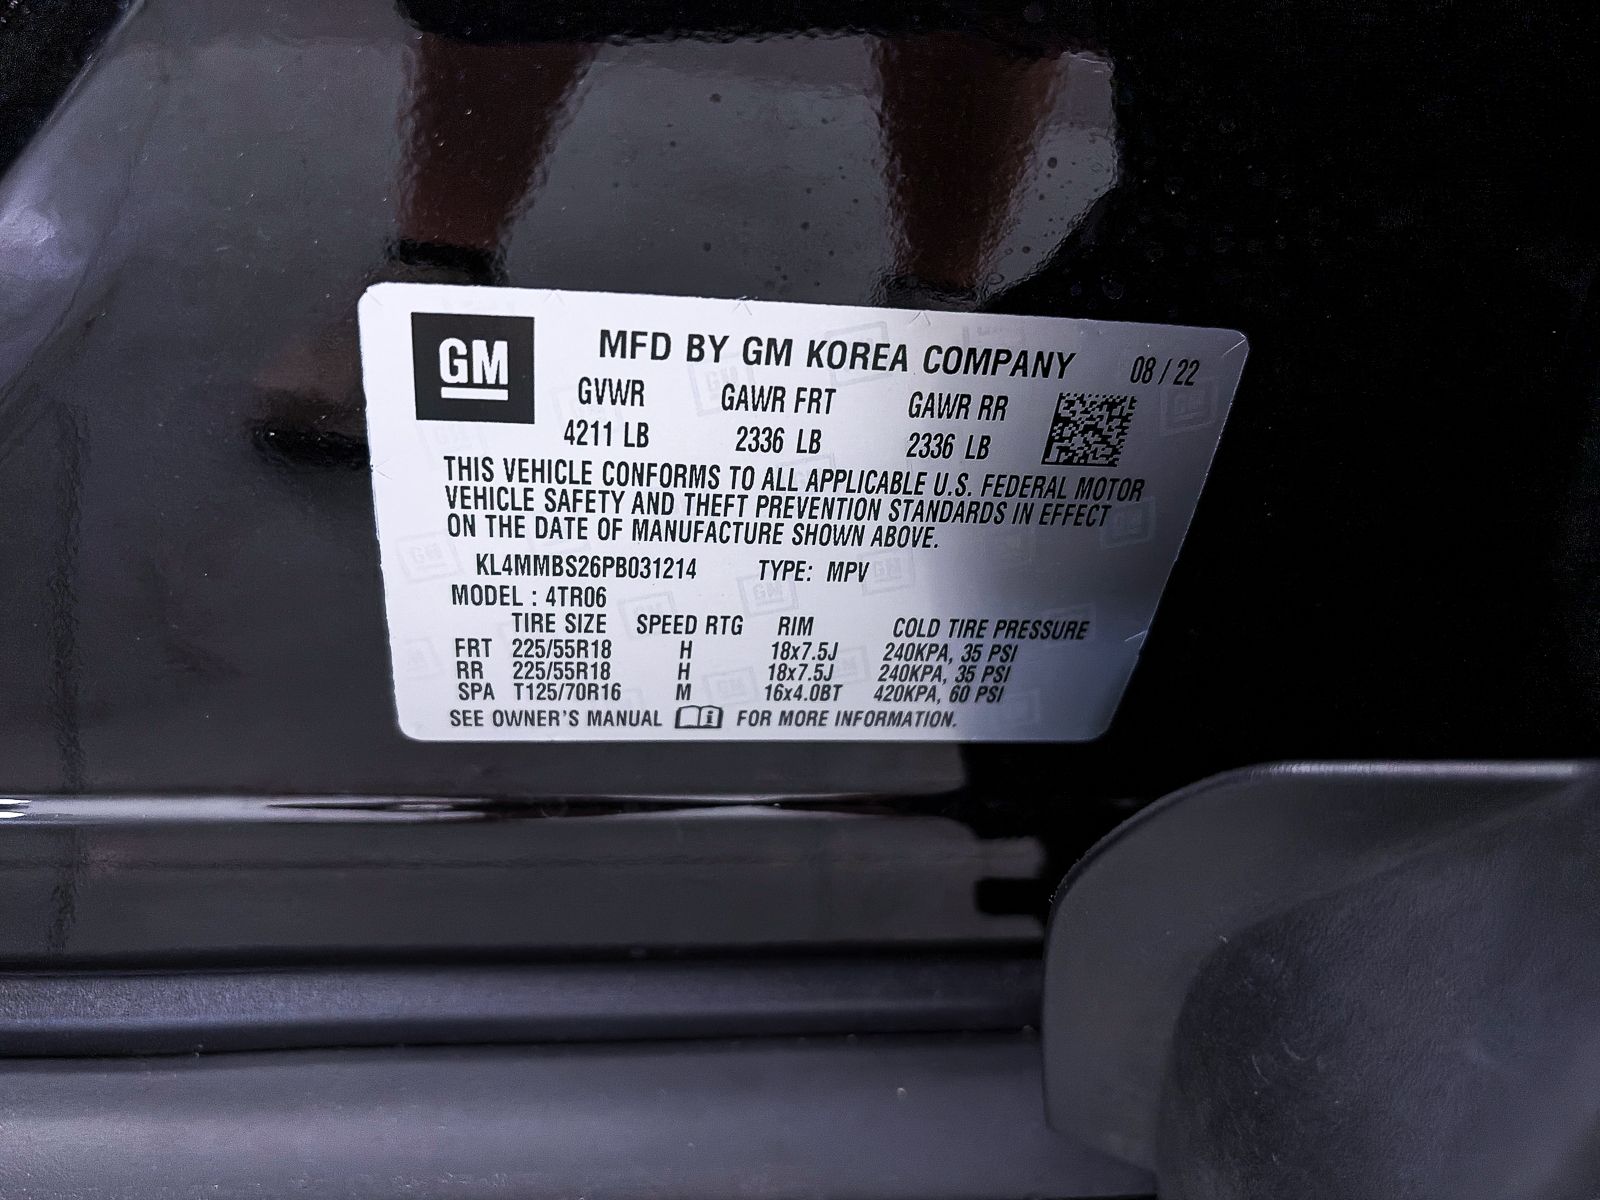 GM
MFD BY GM KOREA COMPANY 08 / 22
GVWR GAWR FRT GAWR RR
4211 LB 2336 LB 2336 LB
THIS VEHICLE CONFORMS TO ALL APPLICABLE U.S. FEDERAL MOTOR
VEHICLE SAFETY AND THEFT PREVENTION STANDARDS IN EFFECT
ON THE DATE OF MANUFACTURE SHOWN ABOVE.
KL4MMBS26PB031214 TYPE: MPV
MODEL : 4TR06
TIRE SIZE SPEED RTG RIM COLD TIRE PRESSURE
FRT 225/55R18 H 18x7.5J 240KPA, 35 PSI
RR 225/55R18 H 18x7.5J 240KPA, 35 PSI
SPA T125/70R16 M 16x4.0BT 420KPA, 60 PSI
SEE OWNER'S MANUAL i FOR MORE INFORMATION.